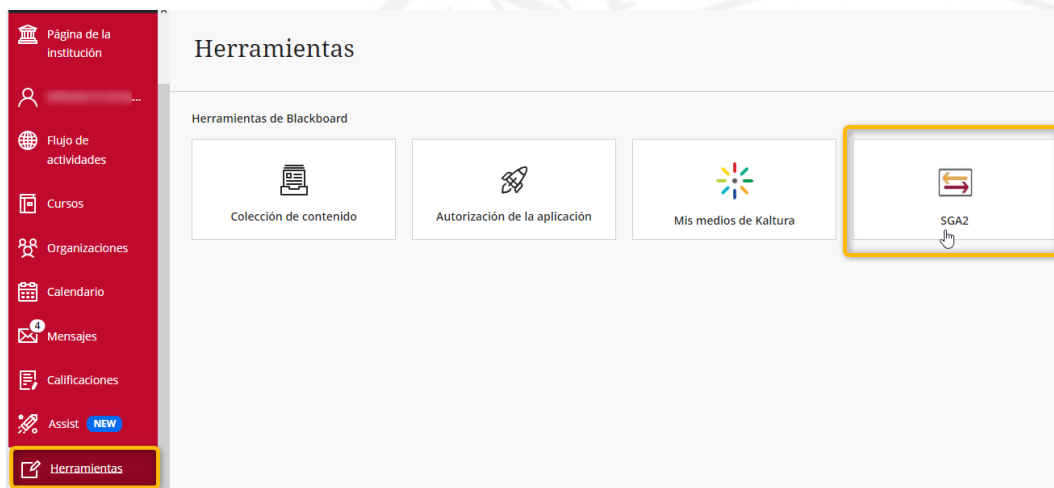 Página de la
institución
...
Flujo de
actividades
Cursos
Organizaciones
Calendario
4
Mensajes
Calificaciones
Assist NEW
Herramientas
Herramientas
Herramientas de Blackboard
Colección de contenido
Autorización de la aplicación
Mis medios de Kaltura
SGA2